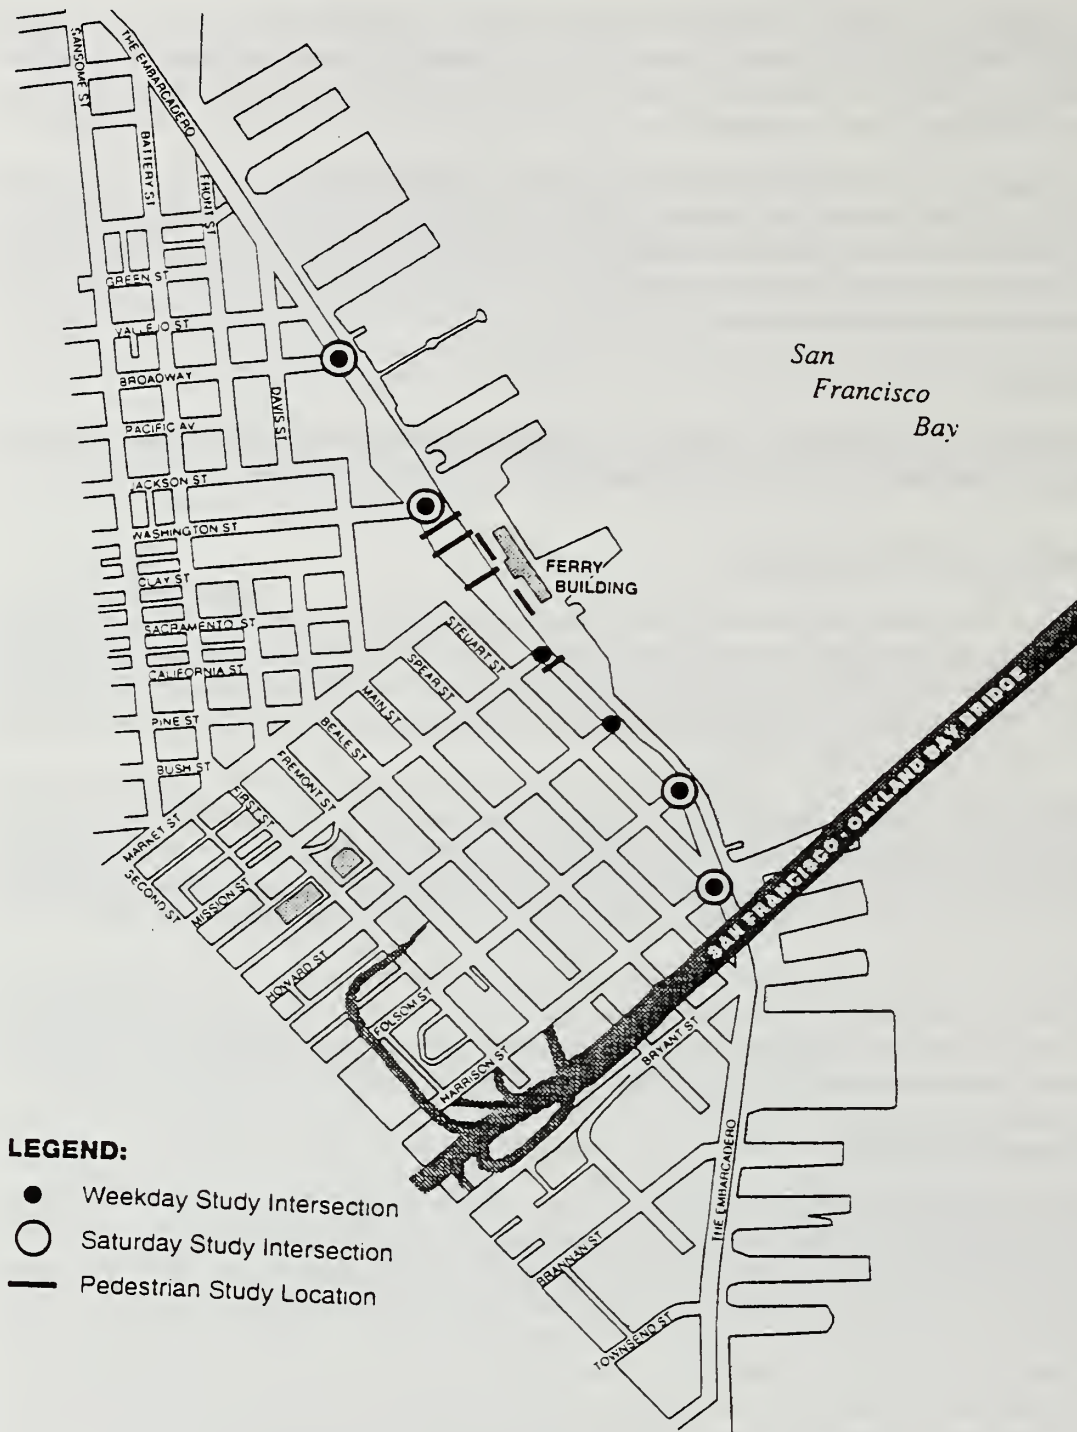 SANSOME ST
THE EMBARCADERO
BATTERY ST
FRONT ST
GREEN ST
VALLEJO ST
BROADWAY
DAVIS ST
PACIFIC AV
JACKSON ST
WASHINGTON ST
CLAY ST
SACRAMENTO ST
CALIFORNIA ST
PINE ST
BUSH ST
San
Francisco
Bay
FERRY
BUILDING
STEUART ST
SPEAR ST
MAIN ST
BEALE ST
FREMONT ST
FIRST ST
MARKET ST
SECOND ST
MISSION ST
HOWARD ST
FOLSOM ST
HARRISON ST
BRYANT ST
SAN FRANCISCO - OAKLAND BAY BRIDGE
THE EMBARCADERO
BRANNAN ST
TOWNSEND ST
LEGEND:
Weekday Study Intersection
Saturday Study Intersection
Pedestrian Study Location